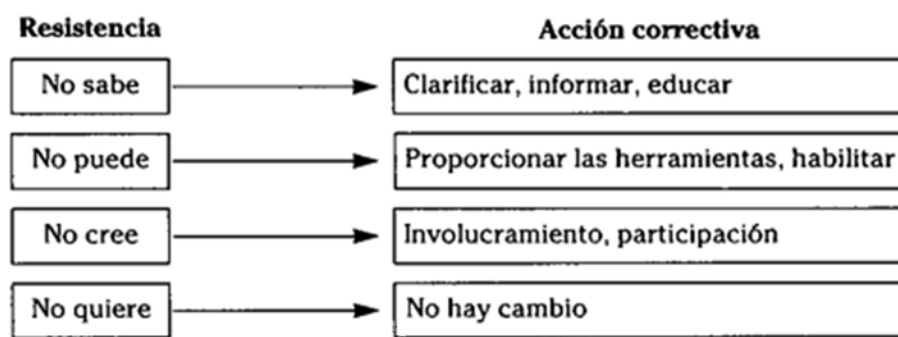 Resistencia Acción correctiva
No sabe Clarificar, informar, educar
No puede Proporcionar las herramientas, habilitar
No cree Involucramiento, participación
No quiere No hay cambio